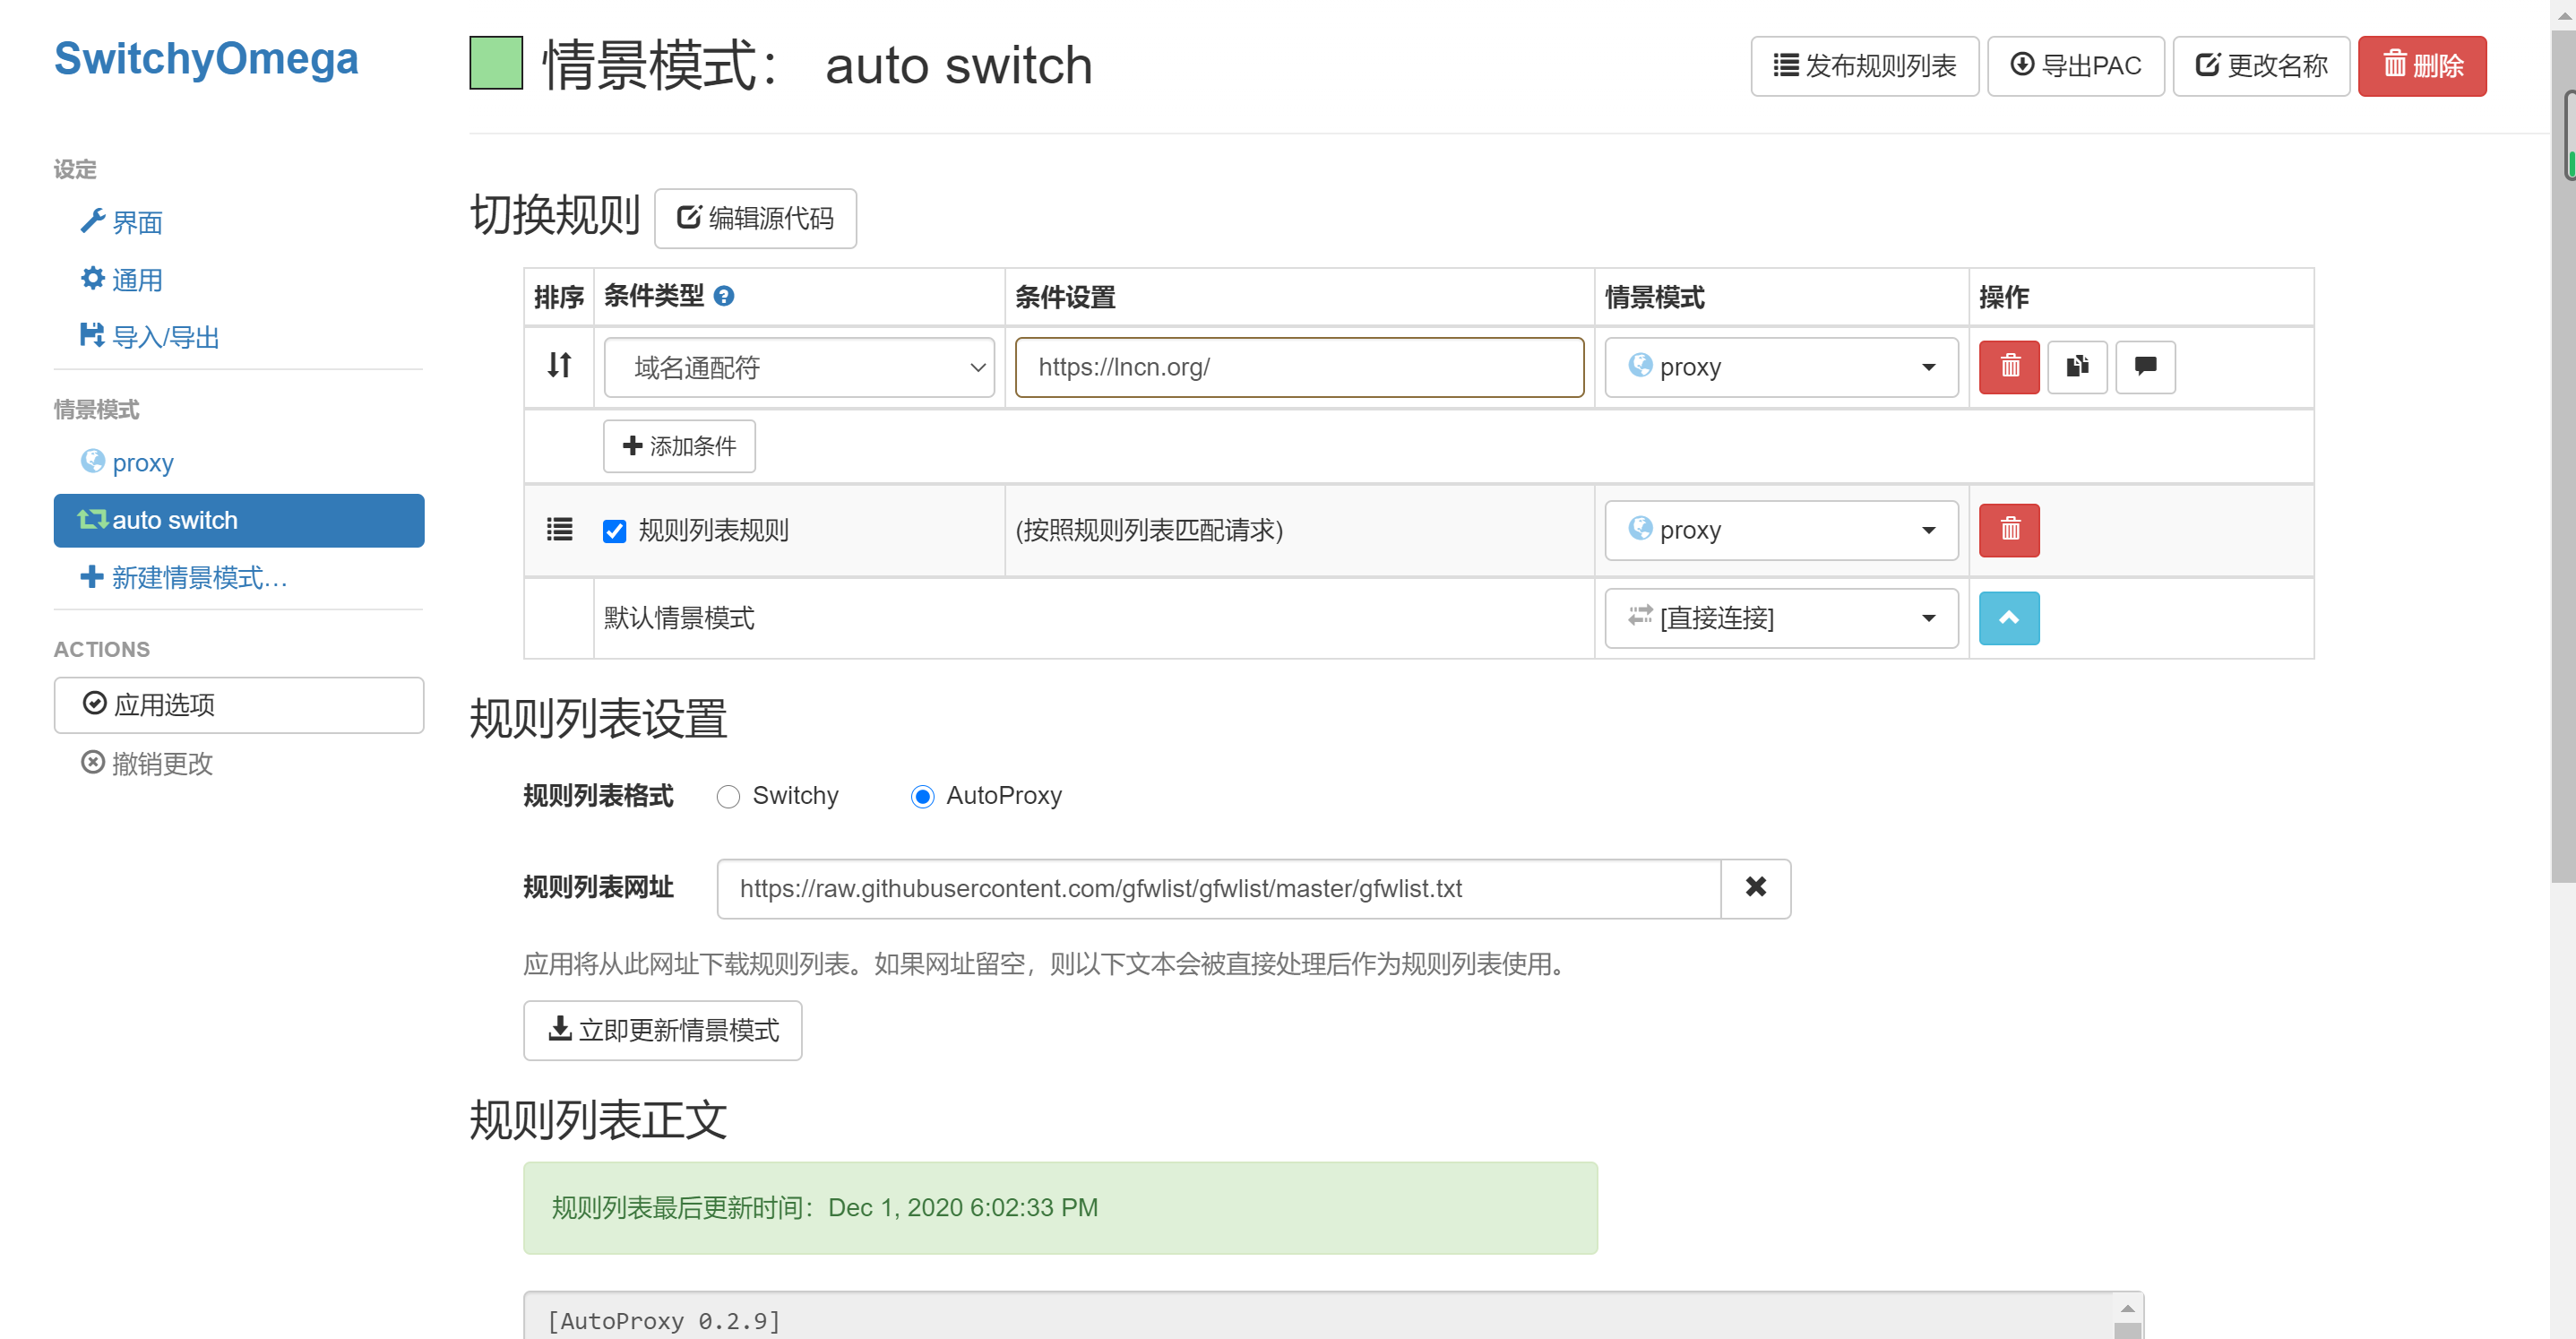 SwitchyOmega
设定
界面
通用
导入/导出
情景模式
proxy
auto switch
新建情景模式…
ACTIONS
应用选项
撤销更改
情景模式： auto switch
发布规则列表 导出PAC 更改名称 删除
切换规则 编辑源代码
排序 条件类型 条件设置 情景模式 操作
域名通配符 https://lncn.org/ proxy
添加条件
规则列表规则 (按照规则列表匹配请求) proxy
默认情景模式 [直接连接]
规则列表设置
规则列表格式 Switchy AutoProxy
规则列表网址 https://raw.githubusercontent.com/gfwlist/gfwlist/master/gfwlist.txt
应用将从此网址下载规则列表。如果网址留空，则以下文本会被直接处理后作为规则列表使用。
立即更新情景模式
规则列表正文
规则列表最后更新时间：Dec 1, 2020 6:02:33 PM
[AutoProxy 0.2.9]